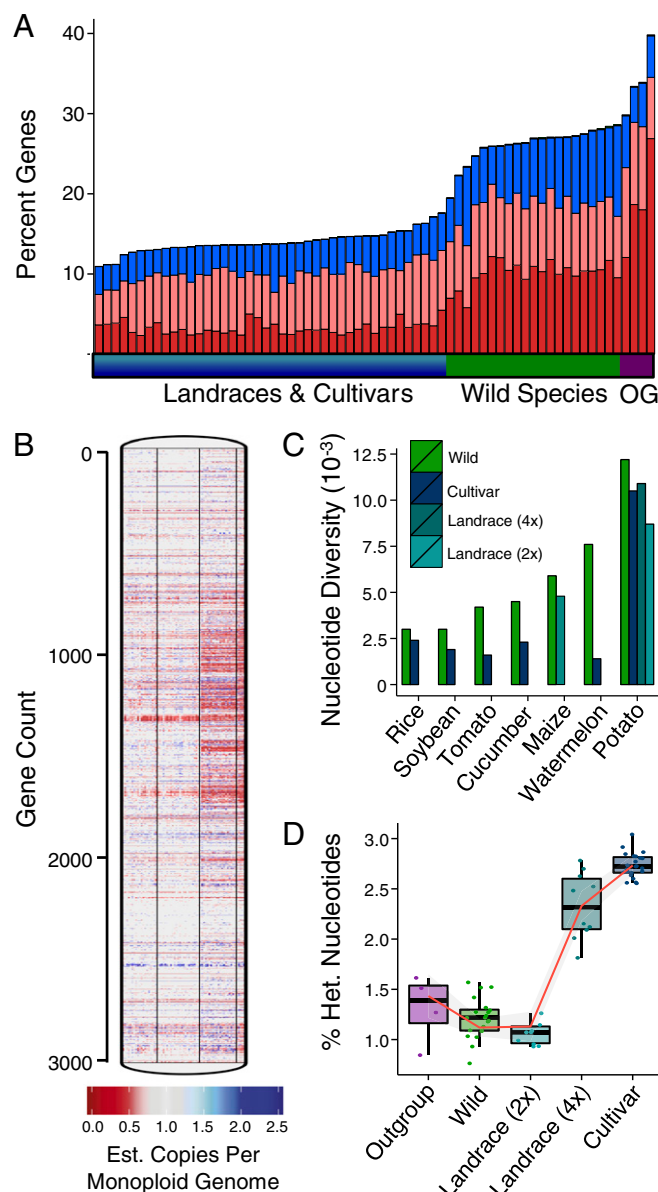 A
40
30
20
10
-
Percent Genes
Landraces & Cultivars
Wild Species
OG
B
0
1000
2000
3000
Gene Count
0.0 0.5 1.0 1.5 2.0 2.5
Est. Copies Per
Monoploid Genome
C
Nucleotide Diversity (10-3)
12.5
10.0
7.5
5.0
2.5
0
Wild
Cultivar
Landrace (4x)
Landrace (2x)
Rice
Soybean
Tomato
Cucumber
Maize
Watermelon
Potato
D
% Het. Nucleotides
3.0
2.5
2.0
1.5
1.0
Outgroup
Wild
Landrace (2x)
Landrace (4x)
Cultivar